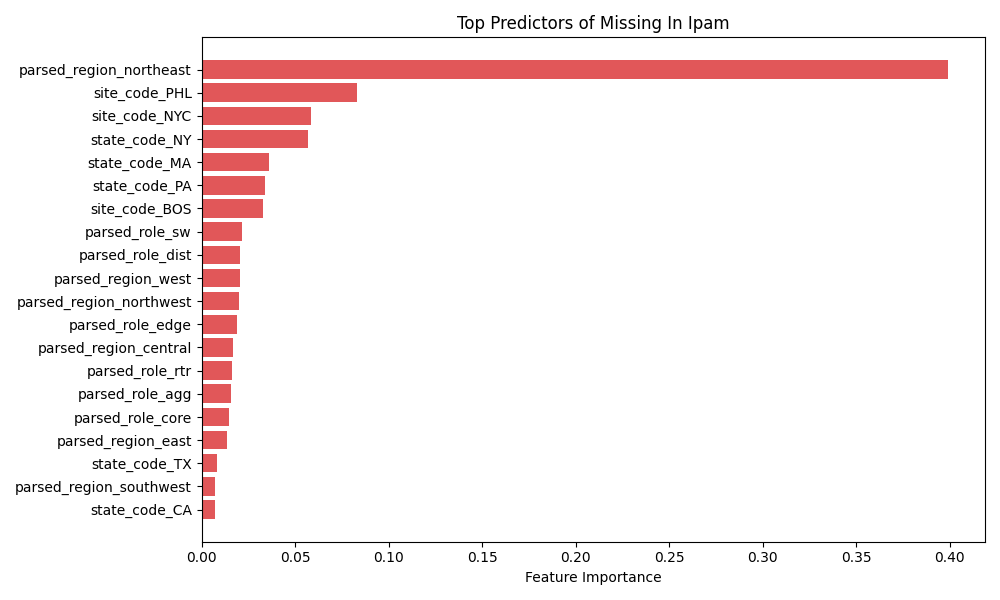 Top Predictors of Missing In Ipam
parsed_region_northeast
site_code_PHL
site_code_NYC
state_code_NY
state_code_MA
state_code_PA
site_code_BOS
parsed_role_sw
parsed_role_dist
parsed_region_west
parsed_region_northwest
parsed_role_edge
parsed_region_central
parsed_role_rtr
parsed_role_agg
parsed_role_core
parsed_region_east
state_code_TX
parsed_region_southwest
state_code_CA
0.00 0.05 0.10 0.15 0.20 0.25 0.30 0.35 0.40
Feature Importance